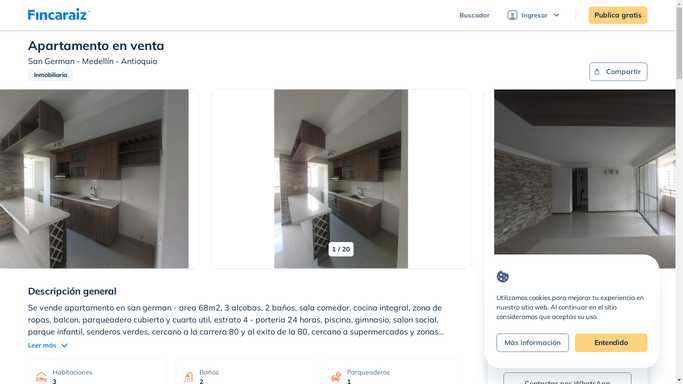 Fincaraiz
Buscador
Ingresar
Publica gratis
Apartamento en venta
San German - Medellín - Antioquia
Inmobiliaria
Compartir
1 / 20
Descripción general
Se vende apartamento en san german - area 68m2, 3 alcobas, 2 baños, sala comedor, cocina integral, zona de
ropas, balcon, parqueadero cubierto y cuarto util, estrato 4 - porteria 24 horas, piscina, gimnasio, salon social,
parque infantil, senderos verdes, cercano a la carrera 80 y al exito de la 80, cercano a supermercados y zonas...
Leer más
Habitaciones
3
Baños
2
Parqueaderos
1
Utilizamos cookies para mejorar tu experiencia en
nuestro sitio web. Al continuar en el sitio
consideramos que aceptas su uso.
Más información
Entendido
Contactar por WhatsApp